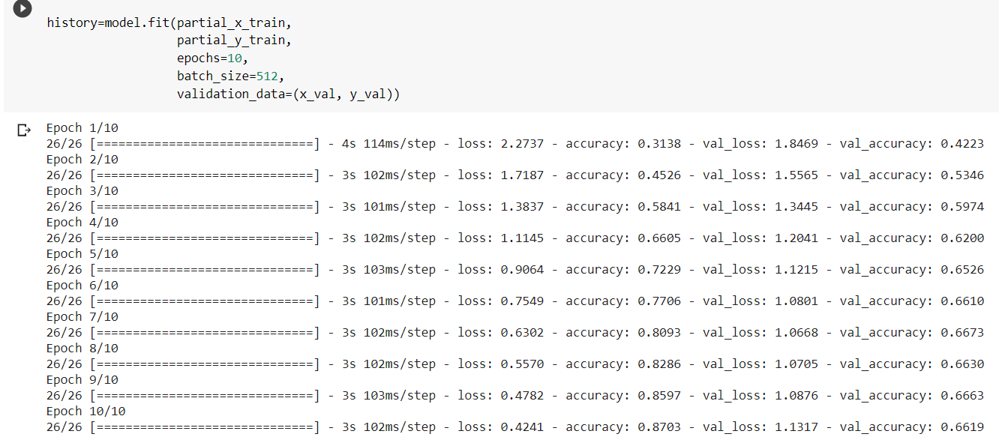 history=model.fit(partial_x_train,
partial_y_train,
epochs=10,
batch_size=512,
validation_data=(x_val, y_val))
Epoch 1/10
26/26 [==============================] - 4s 114ms/step - loss: 2.2737 - accuracy: 0.3138 - val_loss: 1.8469 - val_accuracy: 0.4223
Epoch 2/10
26/26 [==============================] - 3s 102ms/step - loss: 1.7187 - accuracy: 0.4526 - val_loss: 1.5565 - val_accuracy: 0.5346
Epoch 3/10
26/26 [==============================] - 3s 101ms/step - loss: 1.3837 - accuracy: 0.5841 - val_loss: 1.3445 - val_accuracy: 0.5974
Epoch 4/10
26/26 [==============================] - 3s 102ms/step - loss: 1.1145 - accuracy: 0.6605 - val_loss: 1.2041 - val_accuracy: 0.6200
Epoch 5/10
26/26 [==============================] - 3s 103ms/step - loss: 0.9064 - accuracy: 0.7229 - val_loss: 1.1215 - val_accuracy: 0.6526
Epoch 6/10
26/26 [==============================] - 3s 101ms/step - loss: 0.7549 - accuracy: 0.7706 - val_loss: 1.0801 - val_accuracy: 0.6610
Epoch 7/10
26/26 [==============================] - 3s 102ms/step - loss: 0.6302 - accuracy: 0.8093 - val_loss: 1.0668 - val_accuracy: 0.6673
Epoch 8/10
26/26 [==============================] - 3s 102ms/step - loss: 0.5570 - accuracy: 0.8286 - val_loss: 1.0705 - val_accuracy: 0.6630
Epoch 9/10
26/26 [==============================] - 3s 103ms/step - loss: 0.4782 - accuracy: 0.8597 - val_loss: 1.0876 - val_accuracy: 0.6663
Epoch 10/10
26/26 [==============================] - 3s 102ms/step - loss: 0.4241 - accuracy: 0.8703 - val_loss: 1.1317 - val_accuracy: 0.6619